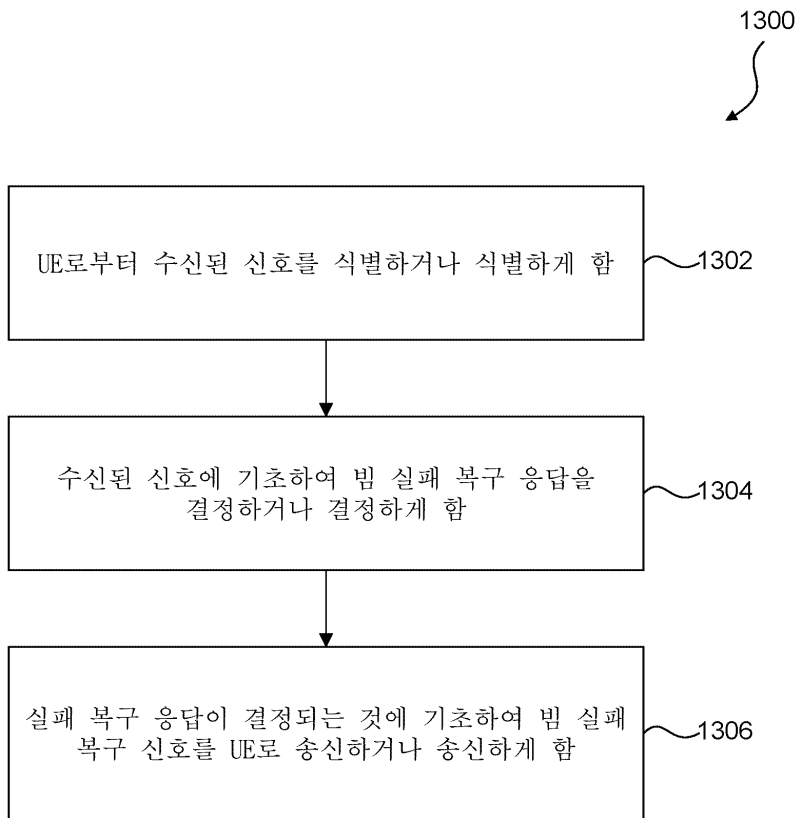 1300
UE로부터 수신된 신호를 식별하거나 식별하게 함
1302
수신된 신호에 기초하여 빔 실패 복구 응답을
결정하거나 결정하게 함
1304
실패 복구 응답이 결정되는 것에 기초하여 빔 실패
복구 신호를 UE로 송신하거나 송신하게 함
1306